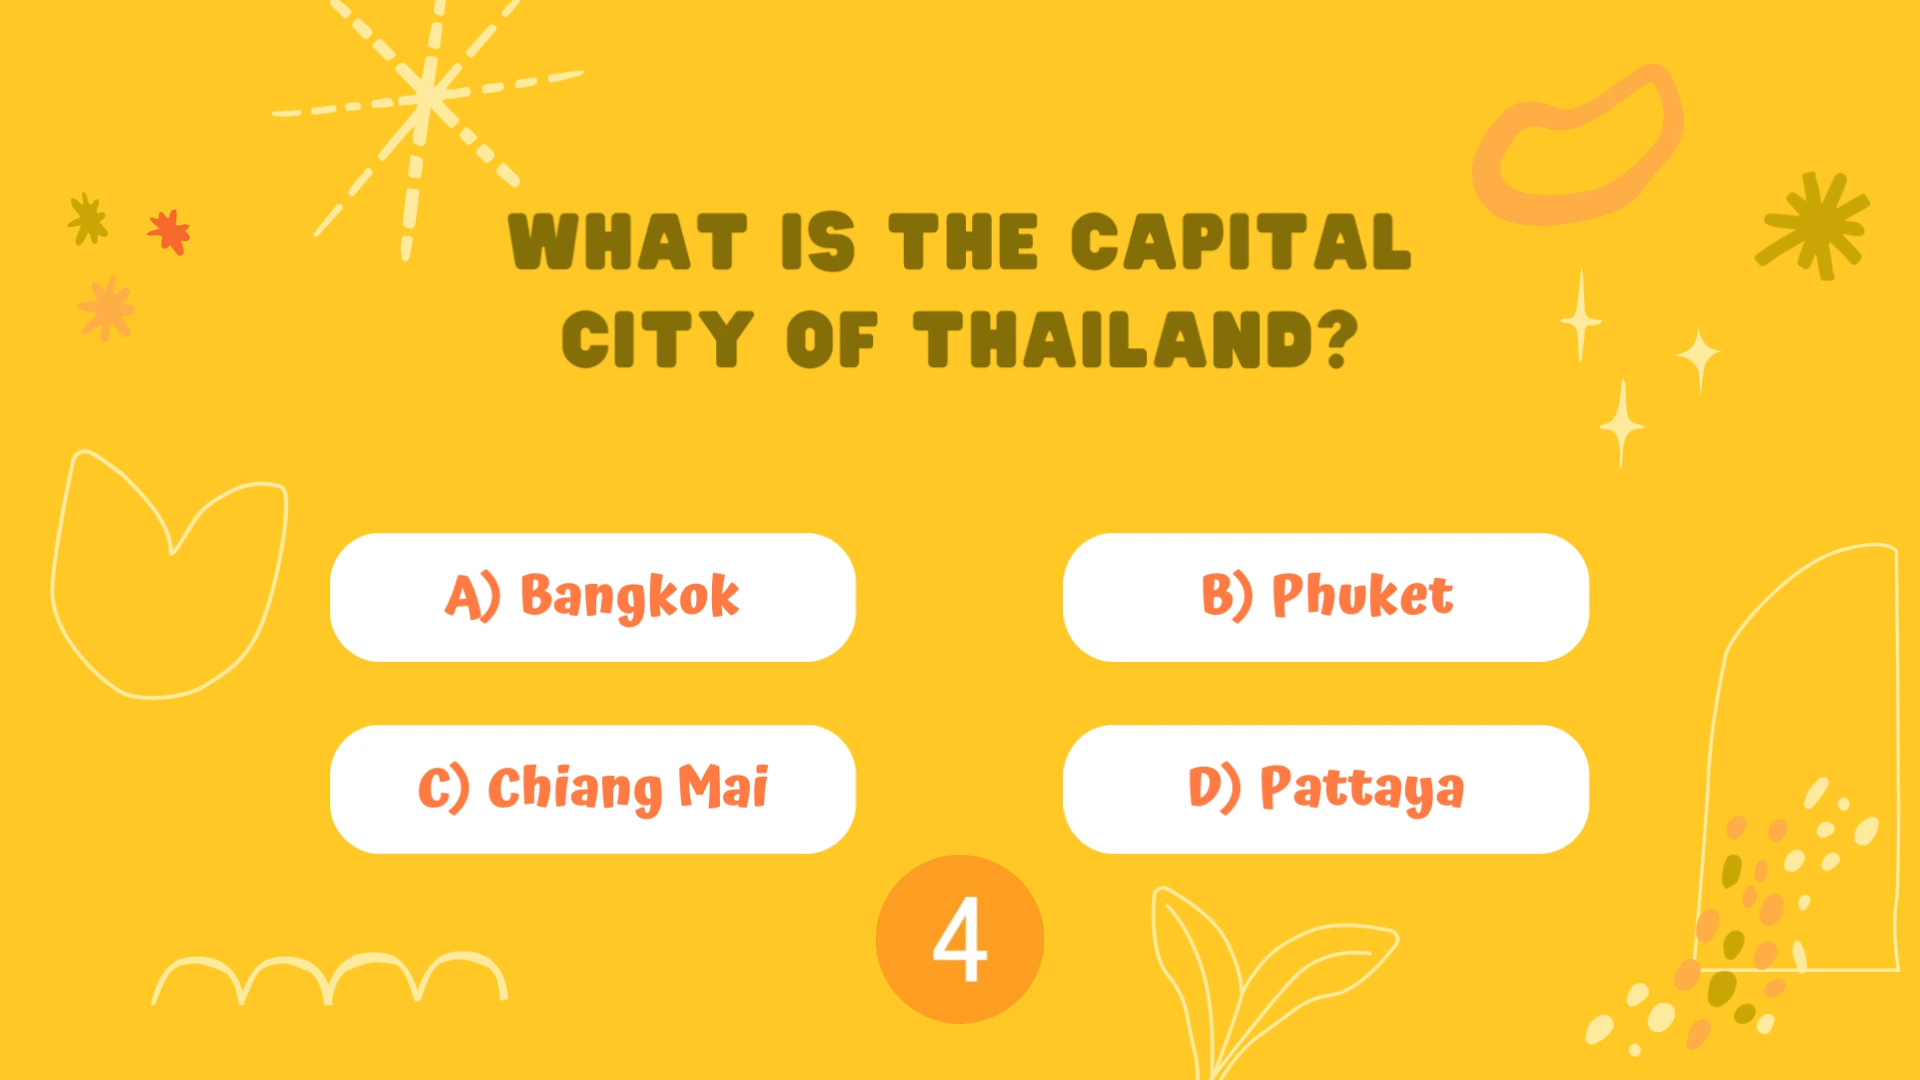 WHAT IS THE CAPITAL
CITY OF THAILAND?
A) Bangkok
B) Phuket
C) Chiang Mai
D) Pattaya
4